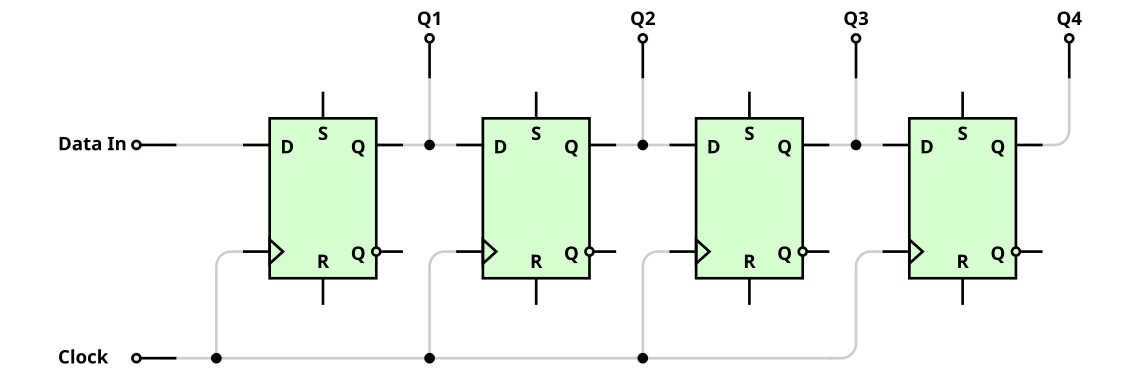 Q1 Q2 Q3 Q4
S S S S
Data In D Q D Q D Q D Q
R Q R Q R Q R Q
Clock